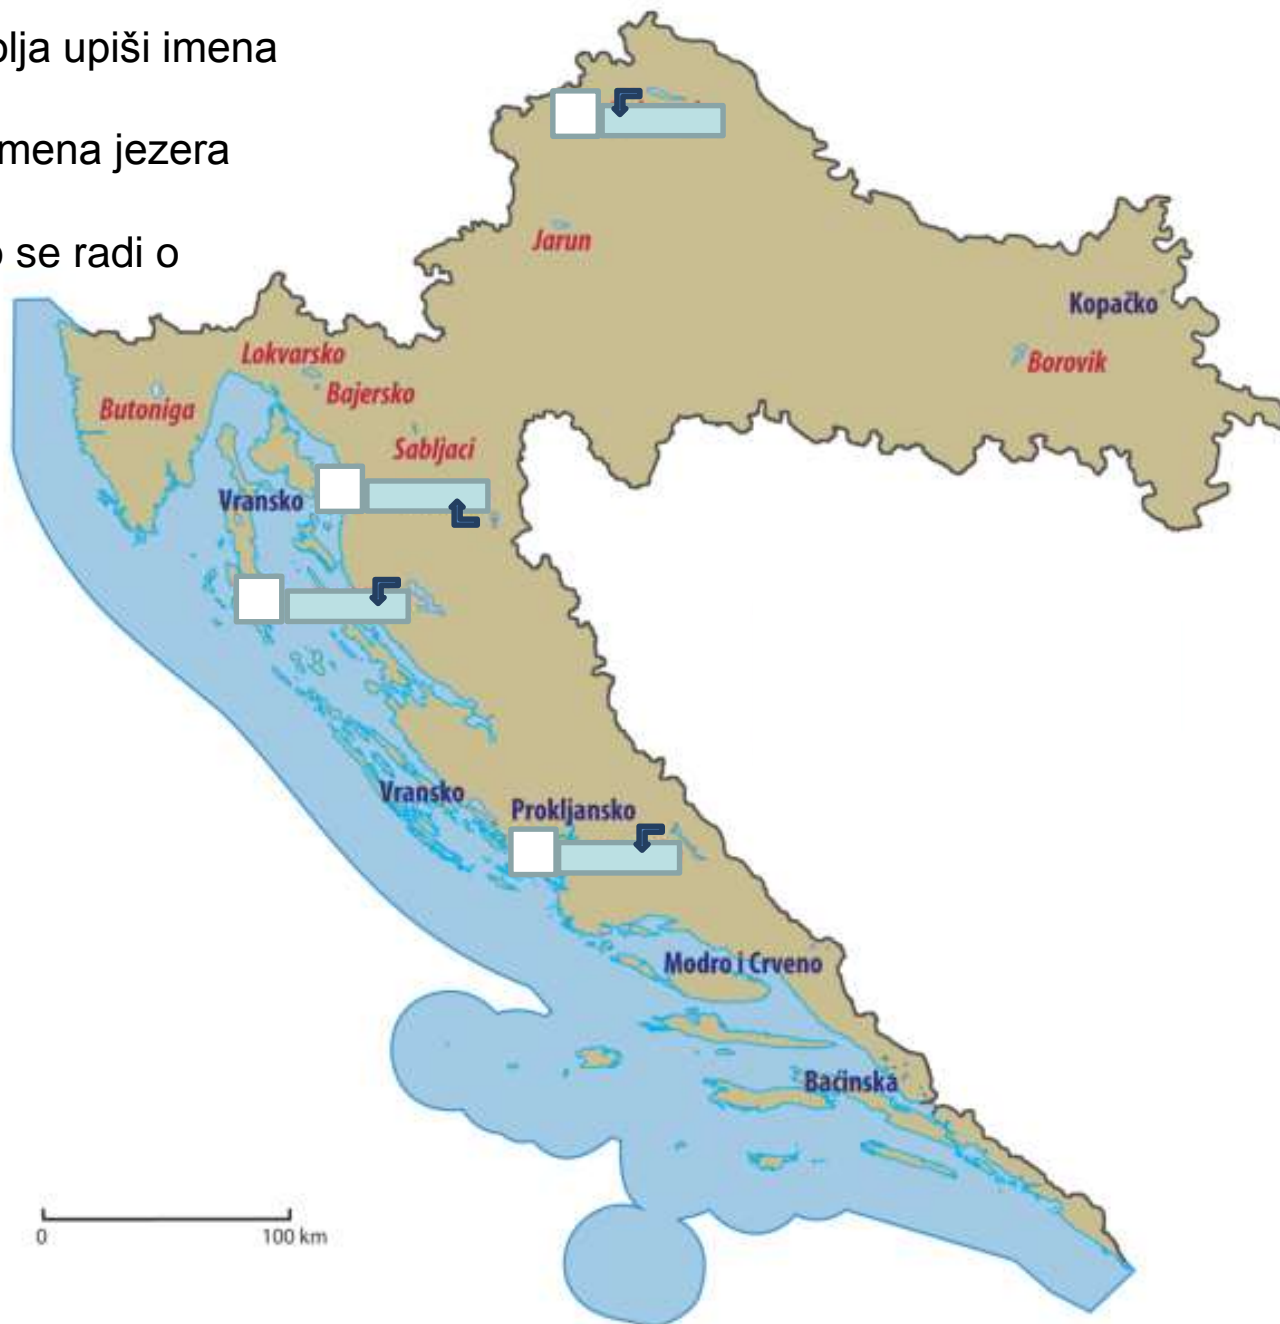 olja upiši imena
mena jezera
o se radi o
Jarun
Kopačko
Lokvarsko
Borovik
Bajersko
Butoniga
Sabljaci
Vransko
Vransko
Prokljansko
Modro i Crveno
Baćinska
0 100 km